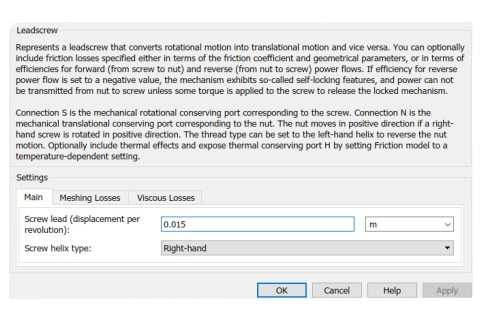 Leadscrew
Represents a leadscrew that converts rotational motion into translational motion and vice versa. You can optionally
include friction losses specified either in terms of the friction coefficient and geometrical parameters, or in terms of
efficiencies for forward (from screw to nut) and reverse (from nut to screw) power flows. If efficiency for reverse
power flow is set to a negative value, the mechanism exhibits so-called self-locking features, and power can not
be transmitted from nut to screw unless some torque is applied to the screw to release the locked mechanism.
Connection S is the mechanical rotational conserving port corresponding to the screw. Connection N is the
mechanical translational conserving port corresponding to the nut. The nut moves in positive direction if a right-
hand screw is rotated in positive direction. The thread type can be set to the left-hand helix to reverse the nut
motion. Optionally include thermal effects and expose thermal conserving port H by setting Friction model to a
temperature-dependent setting.
Settings
Main Meshing Losses Viscous Losses
Screw lead (displacement per
revolution):
0.015 m
Screw helix type: Right-hand
OK Cancel Help Apply